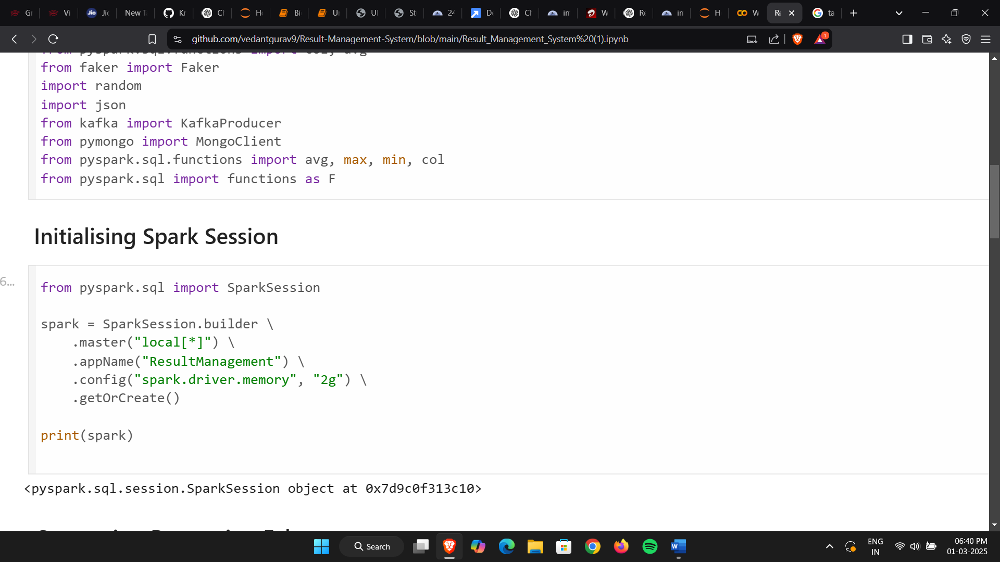 Gr
Vi
Jio
Jic
New T
Kr
Cl
H
Bi
Ur
Ul
St
24
D
Cl
in
W
Re
in
H
W
Re
ta
github.com/vedantgurav9/Result-Management-System/blob/main/Result_Management_System%20(1).ipynb
1
from pyspark.sql.functions import col, avg
from faker import Faker
import random
import json
from kafka import KafkaProducer
from pymongo import MongoClient
from pyspark.sql.functions import avg, max, min, col
from pyspark.sql import functions as F
Initialising Spark Session
6...
from pyspark.sql import SparkSession
spark = SparkSession.builder \
.master("local[*]") \
.appName("ResultManagement") \
.config("spark.driver.memory", "2g") \
.getOrCreate()
print(spark)
<pyspark.sql.session.SparkSession object at 0x7d9c0f313c10>
Search
W
ENG
IN
06:40 PM
01-03-2025